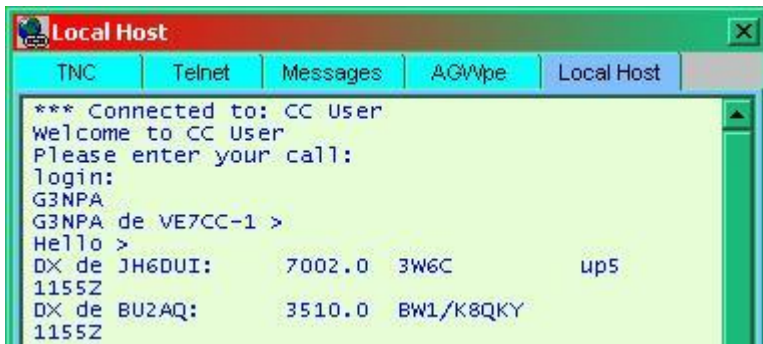 Local Host
TNC Telnet Messages AGWpe Local Host
*** Connected to: CC User
Welcome to CC User
Please enter your call:
login:
G3NPA
G3NPA de VE7CC-1 >
Hello >
DX de JH6DUI: 7002.0 3W6C up5
1155Z
DX de BU2AQ: 3510.0 BW1/K8QKY
1155Z